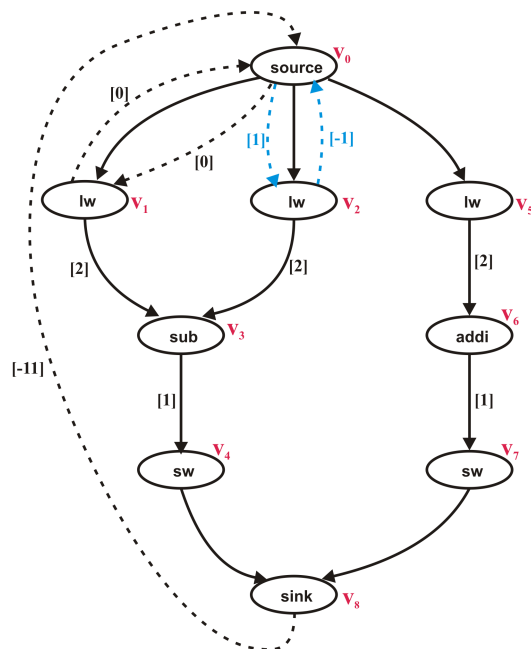 v0
source
[0]
[1]
[-1]
[0]
lw
v1
lw
v2
lw
v5
[2]
[2]
[2]
v6
sub
v3
addi
[-11]
[1]
[1]
v4
v7
sw
sw
sink
v8